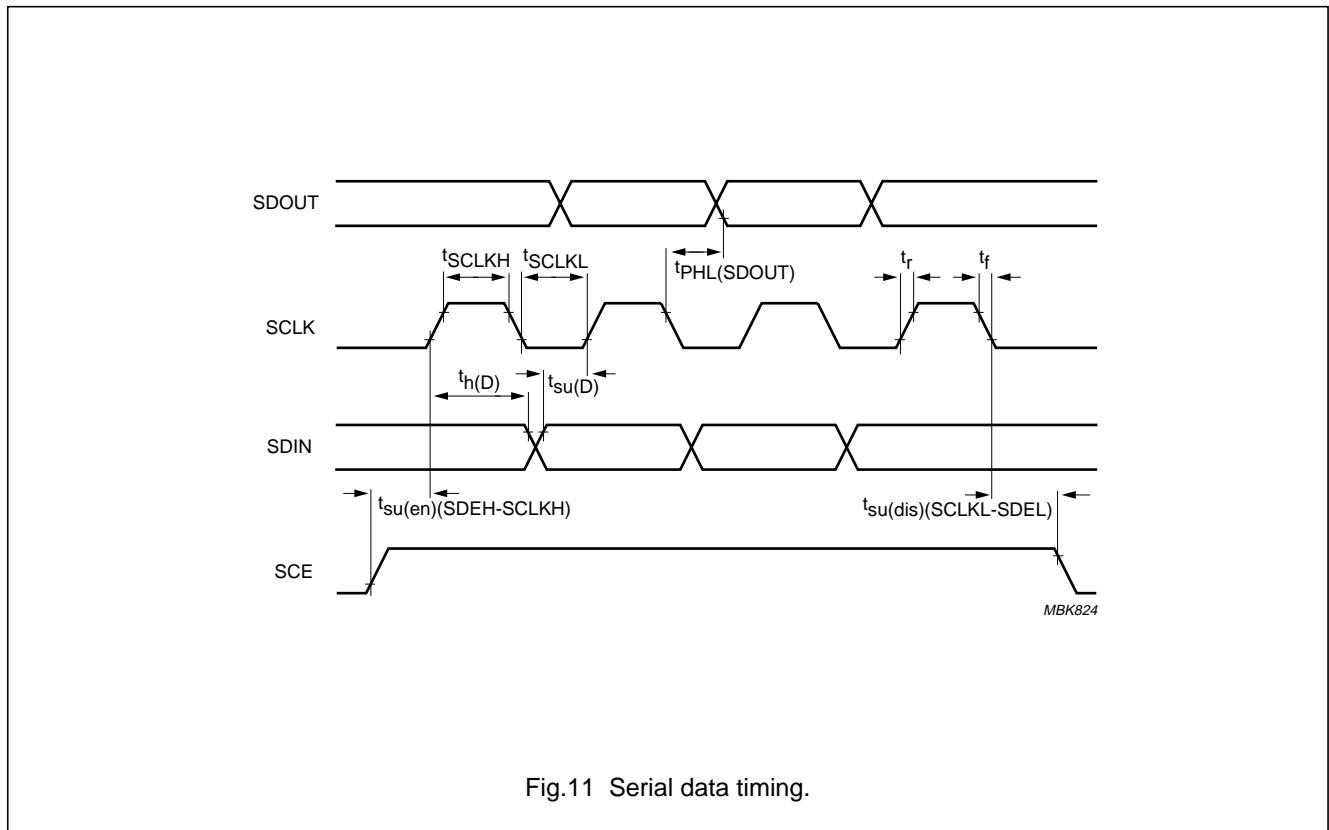 SDOUT
tSCLKH
tSCLKL
tPHL(SDOUT)
tr
tf
SCLK
th(D)
tsu(D)
SDIN
tsu(en)(SDEH-SCLKH)
tsu(dis)(SCLKL-SDEL)
SCE
MBK824
Fig.11 Serial data timing.